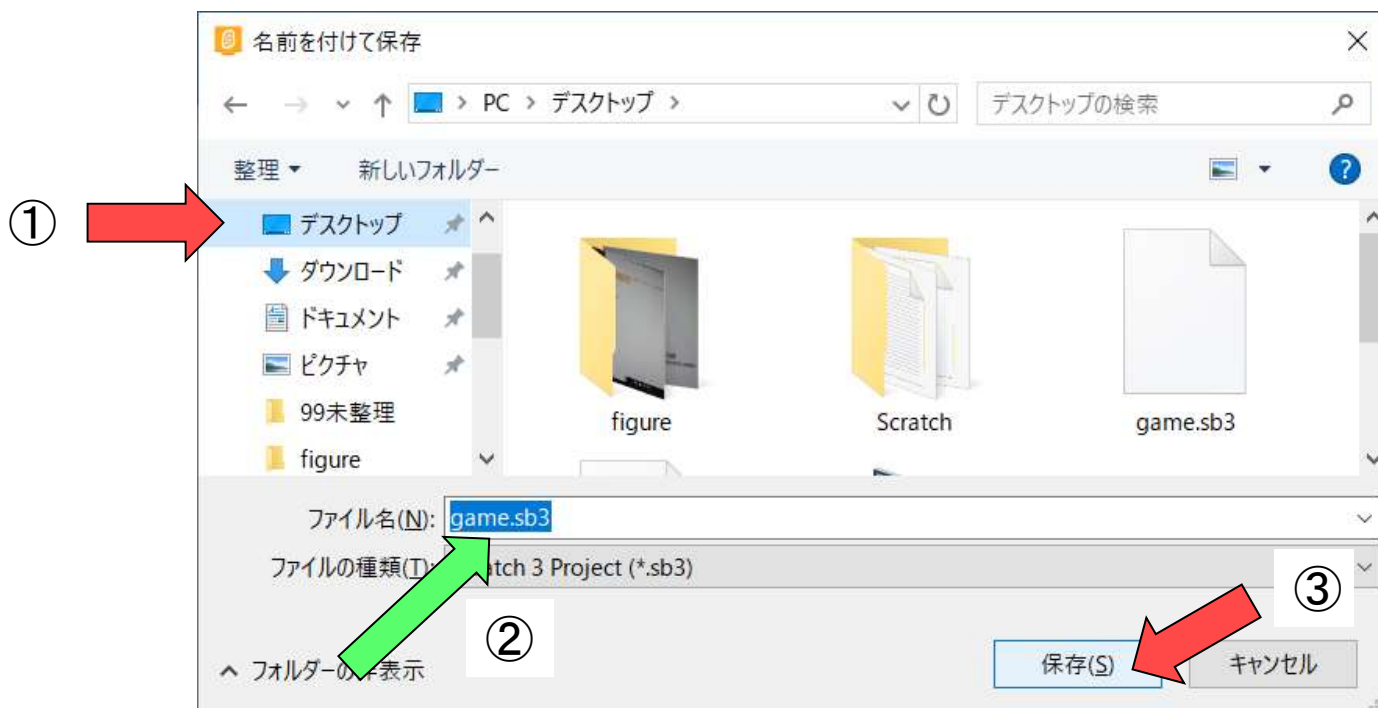 名前を付けて保存
PC > デスクトップ >
デスクトップの検索
整理
新しいフォルダー
①
デスクトップ
ダウンロード
ドキュメント
ピクチャ
99未整理
figure
figure
Scratch
game.sb3
ファイル名(N):
game.sb3
ファイルの種類(T):
atch 3 Project (*.sb3)
③
②
フォルダーの
表示
保存(S)
キャンセル